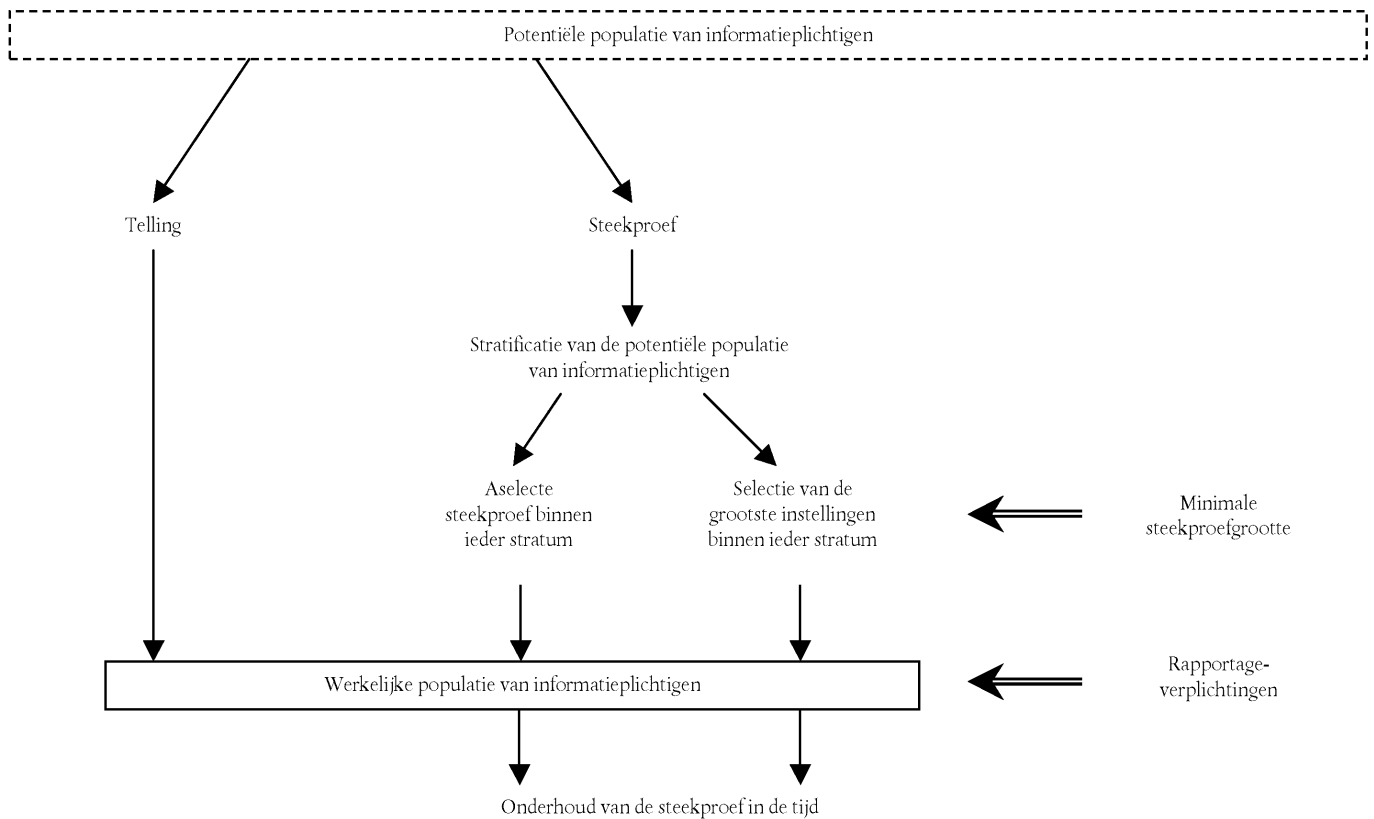 Potentiële populatie van informatieplichtigen
Telling
Steekproef
Stratificatie van de potentiële populatie
van informatieplichtigen
Aselecte
steekproef binnen
ieder stratum
Selectie van de
grootste instellingen
binnen ieder stratum
Minimale
steekproefgrootte
Werkelijke populatie van informatieplichtigen
Rapportage-
verplichtingen
Onderhoud van de steekproef in de tijd